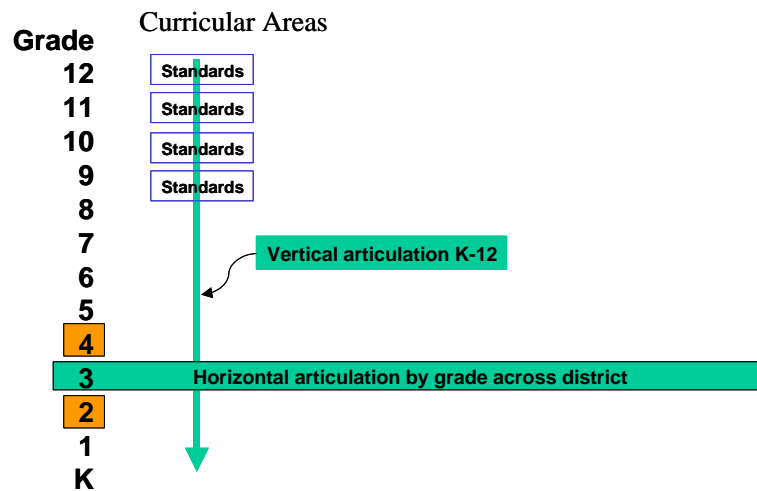 Curricular Areas
Grade
12 Standards
11 Standards
10 Standards
9 Standards
8
7
Vertical articulation K-12
6
5
4
3 Horizontal articulation by grade across district
2
1
K